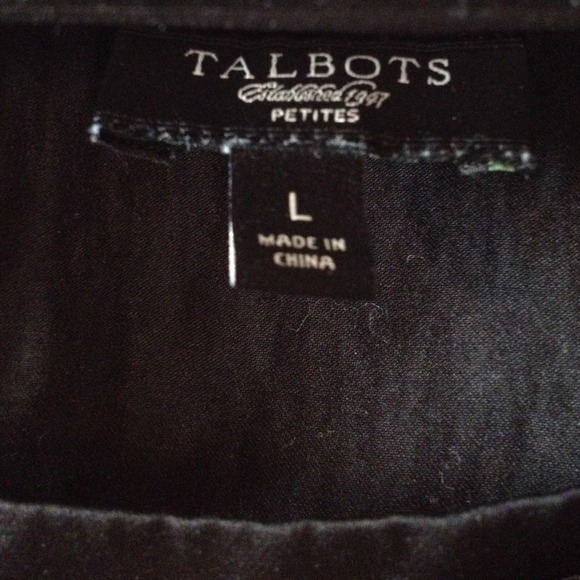 TALBOTS
Established 1947
PETITES
L
MADE IN
CHINA